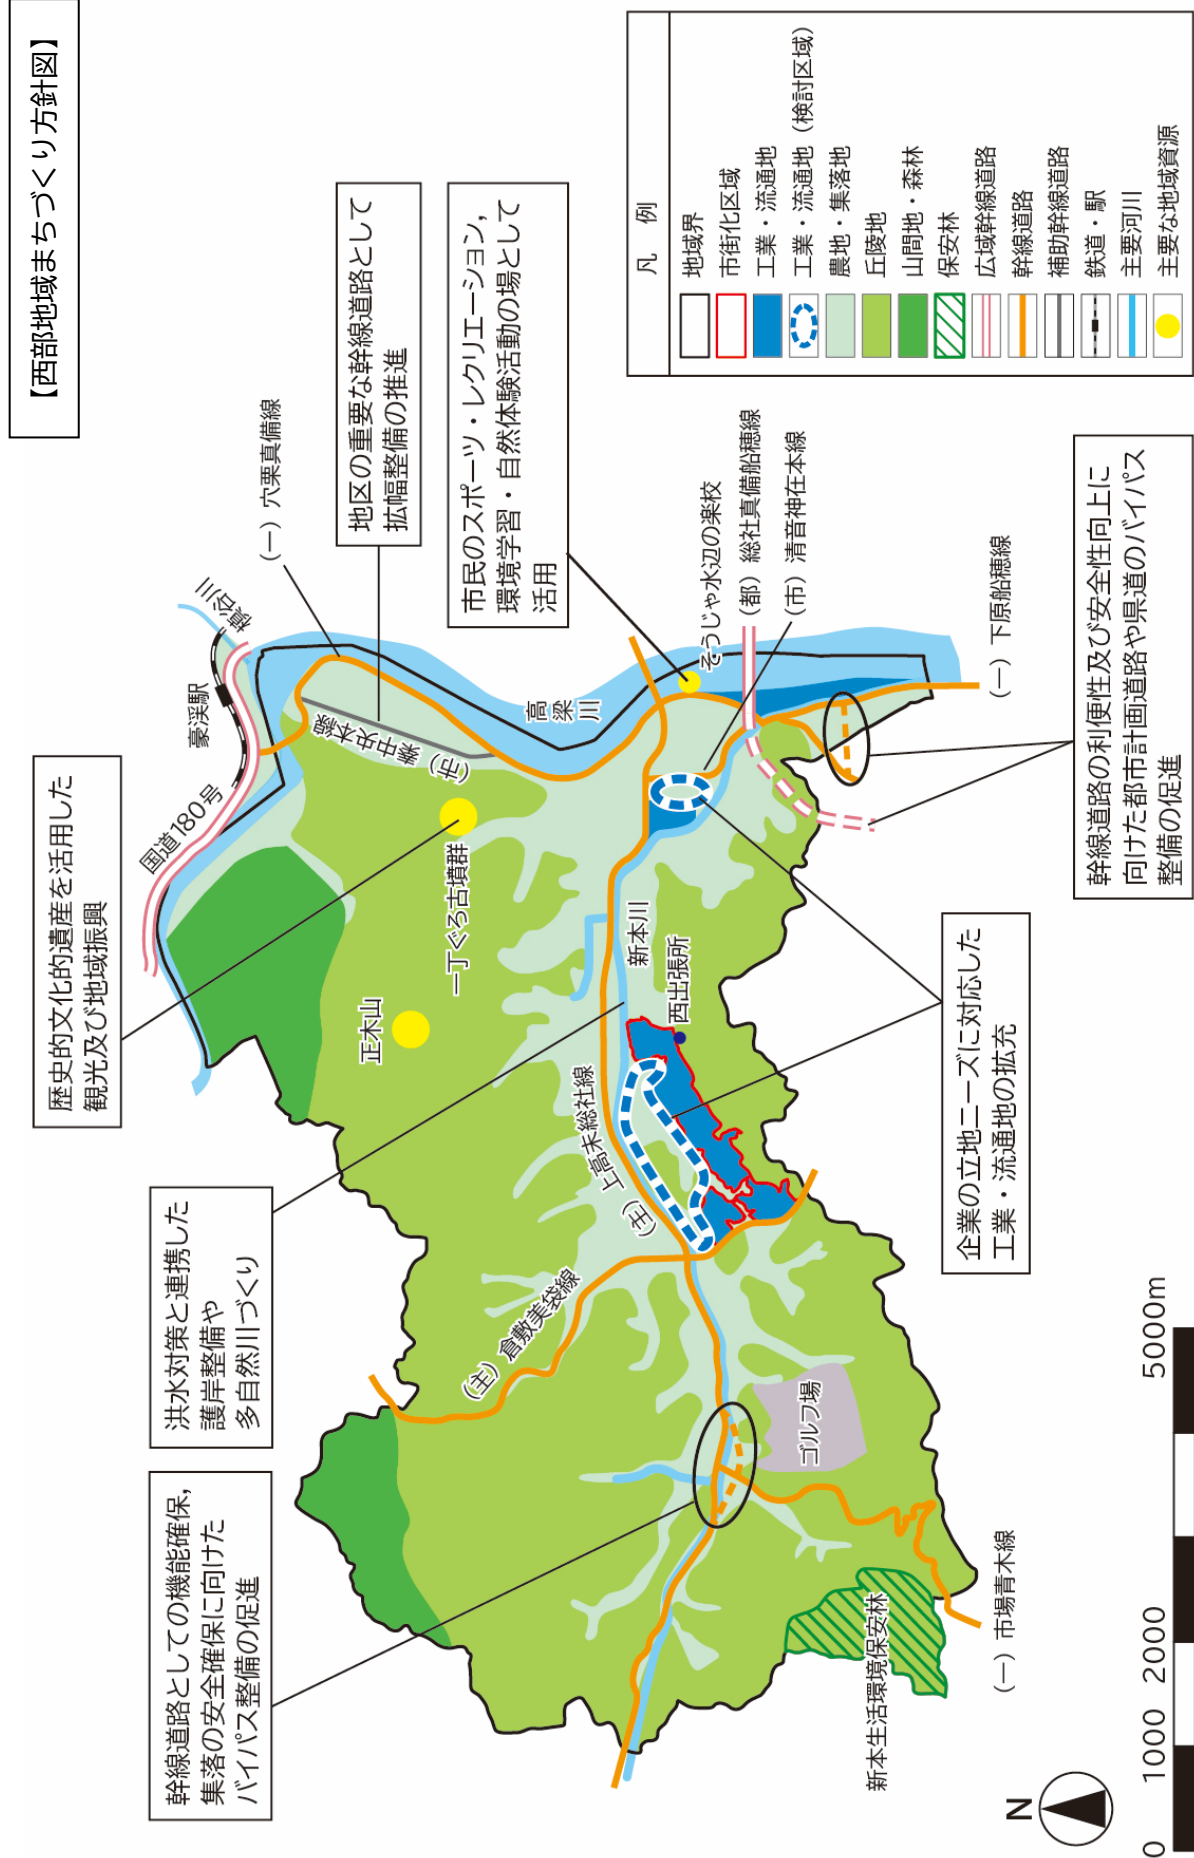 【西部地域まちづくり方針図】
歴史的文化的遺産を活用した
観光及び地域振興
洪水対策と連携した
護岸整備や
多自然川づくり
幹線道路としての機能確保，
集落の安全確保に向けた
バイパス整備の促進
地区の重要な幹線道路として
拡幅整備の推進
市民のスポーツ・レクリエーション，
環境学習・自然体験活動の場として
活用
企業の立地ニーズに対応した
工業・流通地の拡充
幹線道路の利便性及び安全性向上に
向けた都市計画道路や県道のバイパス
整備の促進
国道180号
豪渓駅
槙谷川
（一）宍粟真備線
（市）秦中央本線
高
梁
川
一丁ぐろ古墳群
正木山
そうじゃ水辺の楽校
（都）総社真備船穂線
（市）清音神在本線
（一）下原船穂線
新本川
西出張所
（主）上高末総社線
（主）倉敷美袋線
ゴルフ場
新本生活環境保安林
（一）市場青木線
凡　例
地域界
市街化区域
工業・流通地
工業・流通地（検討区域）
農地・集落地
丘陵地
山間地・森林
保安林
広域幹線道路
幹線道路
補助幹線道路
鉄道・駅
主要河川
主要な地域資源
N
0 1000 2000 5000m